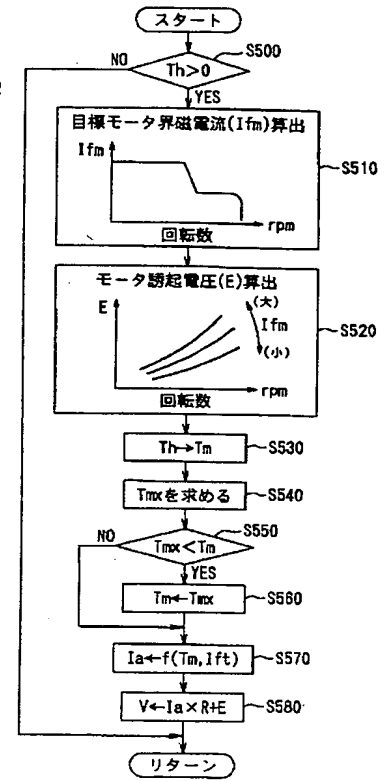 スタート
S500
NO
Th>0
YES
目標モータ界磁電流(Ifm)算出
Ifm
S510
rpm
回転数
モータ誘起電圧(E)算出
E
(大)
Ifm
(小)
S520
rpm
回転数
Th→Tm
S530
Tmxを求める
S540
S550
NO
Tmx<Tm
YES
Tm←Tmx
S560
Ia←f(Tm,Ift)
S570
V←Ia×R+E
S580
リターン